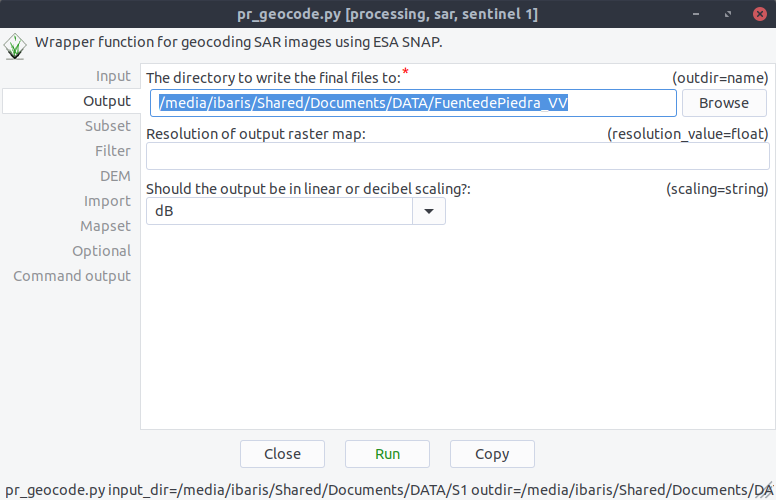 pr_geocode.py [processing, sar, sentinel 1]
Wrapper function for geocoding SAR images using ESA SNAP.
Input
Output
Subset
Filter
DEM
Import
Mapset
Optional
Command output
The directory to write the final files to:* (outdir=name)
/media/ibaris/Shared/Documents/DATA/FuentedePiedra_VV Browse
Resolution of output raster map: (resolution_value=float)
Should the output be in linear or decibel scaling?: (scaling=string)
dB
Close Run Copy
pr_geocode.py input_dir=/media/ibaris/Shared/Documents/DATA/S1 outdir=/media/ibaris/Shared/Documents/DA